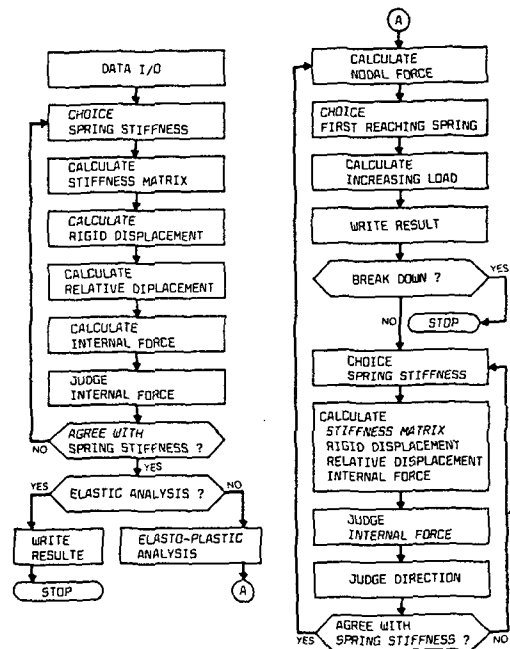 DATA I/O
CHOICE
SPRING STIFFNESS
CALCULATE
STIFFNESS MATRIX
CALCULATE
RIGID DISPLACEMENT
CALCULATE
RELATIVE DIPLACEMENT
CALCULATE
INTERNAL FORCE
JUDGE
INTERNAL FORCE
AGREE WITH
SPRING STIFFNESS ?
NO
YES
ELASTIC ANALYSIS ?
YES
NO
WRITE
RESULTE
STOP
ELASTO-PLASTIC
ANALYSIS
A
A
CALCULATE
NODAL FORCE
CHOICE
FIRST REACHING SPRING
CALCULATE
INCREASING LOAD
WRITE RESULT
BREAK DOWN ?
YES
NO
STOP
CHOICE
SPRING STIFFNESS
CALCULATE
STIFFNESS MATRIX
RIGID DISPLACEMENT
RELATIVE DISPLACEMENT
INTERNAL FORCE
JUDGE
INTERNAL FORCE
JUDGE DIRECTION
AGREE WITH
SPRING STIFFNESS ?
YES
NO